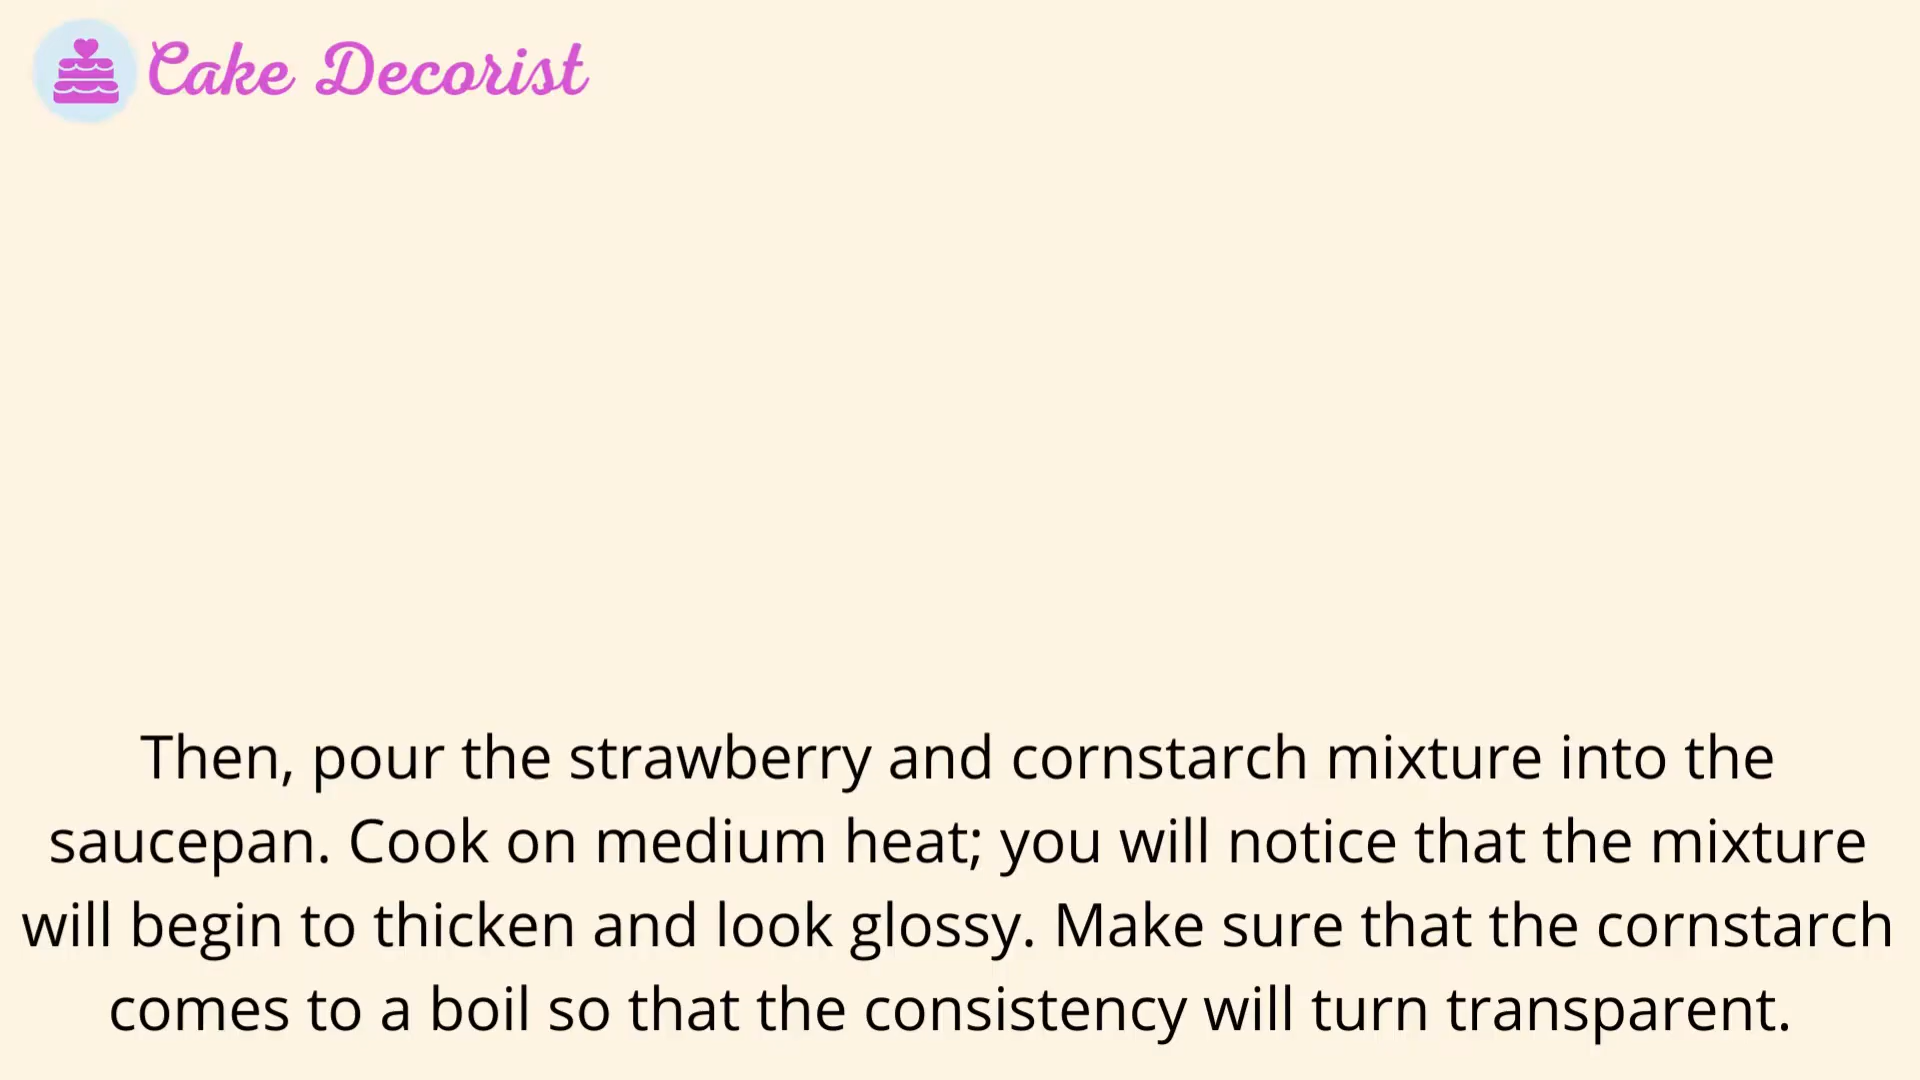 Cake Decorist
Then, pour the strawberry and cornstarch mixture into the
saucepan. Cook on medium heat; you will notice that the mixture
will begin to thicken and look glossy. Make sure that the cornstarch
comes to a boil so that the consistency will turn transparent.